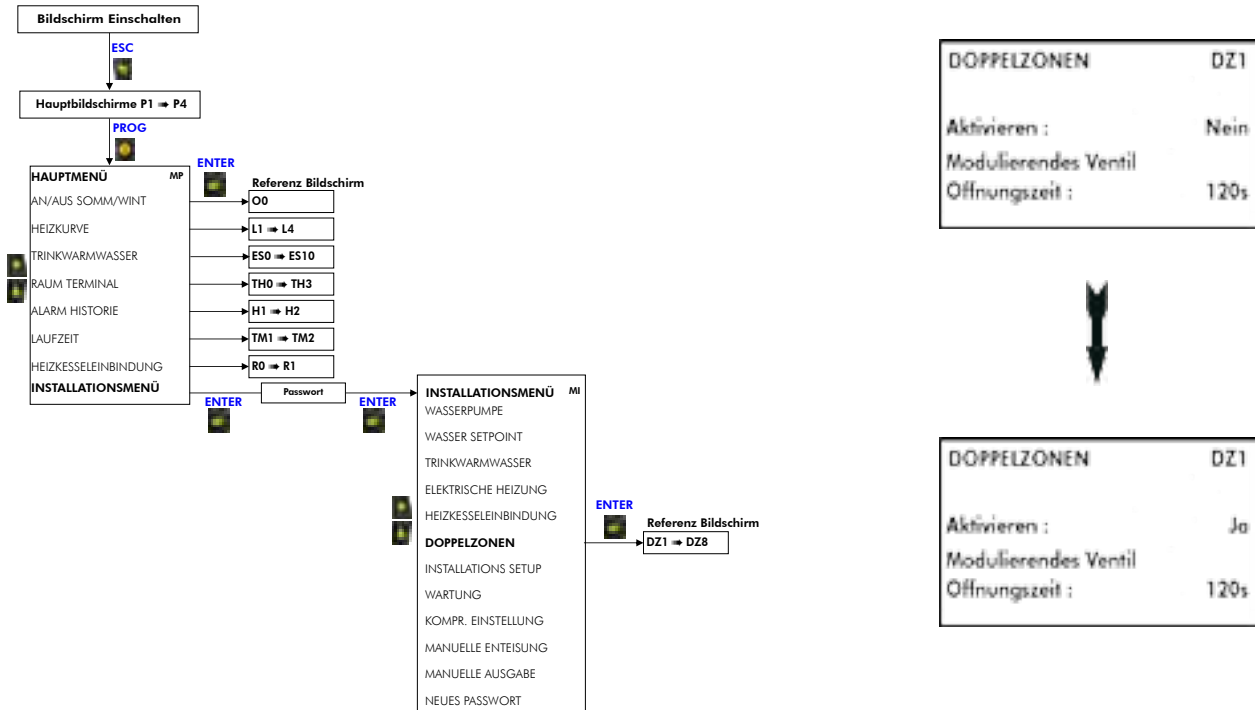 Bildschirm Einschalten
ESC
Hauptbildschirme P1 ➠ P4
PROG
HAUPTMENÜ MP
AN/AUS SOMM/WINT
HEIZKURVE
TRINKWARMWASSER
RAUM TERMINAL
ALARM HISTORIE
LAUFZEIT
HEIZKESSELEINBINDUNG
INSTALLATIONSMENÜ
ENTER
Referenz Bildschirm
O0
L1 ➠ L4
ES0 ➠ ES10
TH0 ➠ TH3
H1 ➠ H2
TM1 ➠ TM2
R0 ➠ R1
ENTER
Passwort
ENTER
INSTALLATIONSMENÜ MI
WASSERPUMPE
WASSER SETPOINT
TRINKWARMWASSER
ELEKTRISCHE HEIZUNG
HEIZKESSELEINBINDUNG
DOPPELZONEN
INSTALLATIONS SETUP
WARTUNG
KOMPR. EINSTELLUNG
MANUELLE ENTEISUNG
MANUELLE AUSGABE
NEUES PASSWORT
ENTER
Referenz Bildschirm
DZ1 ➠ DZ8
DOPPELZONEN DZ1
Aktivieren : Nein
Modulierendes Ventil
Offnungszeit : 120s
DOPPELZONEN DZ1
Aktivieren : Ja
Modulierendes Ventil
Offnungszeit : 120s